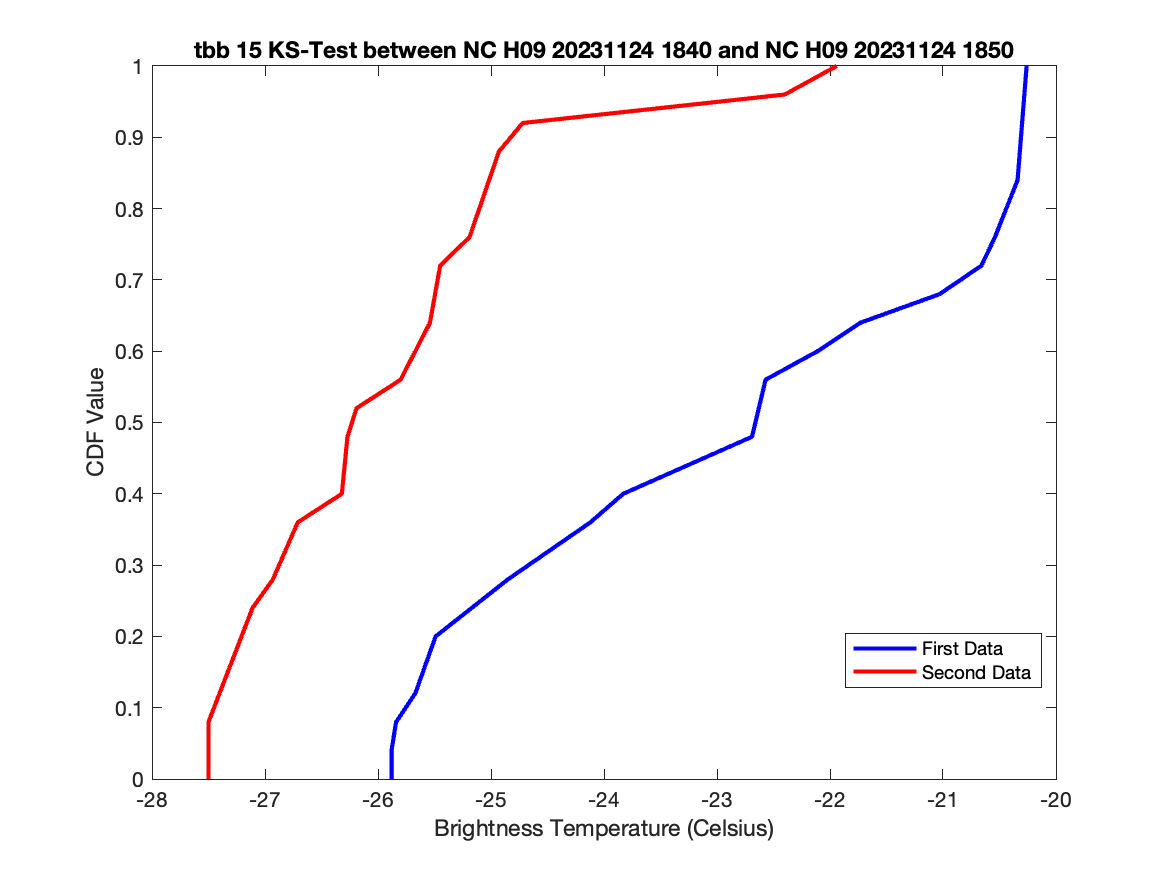 tbb 15 KS-Test between NC H09 20231124 1840 and NC H09 20231124 1850
1
0.9
0.8
0.7
0.6
0.5
0.4
0.3
0.2
0.1
0
CDF Value
First Data
Second Data
-28 -27 -26 -25 -24 -23 -22 -21 -20
Brightness Temperature (Celsius)